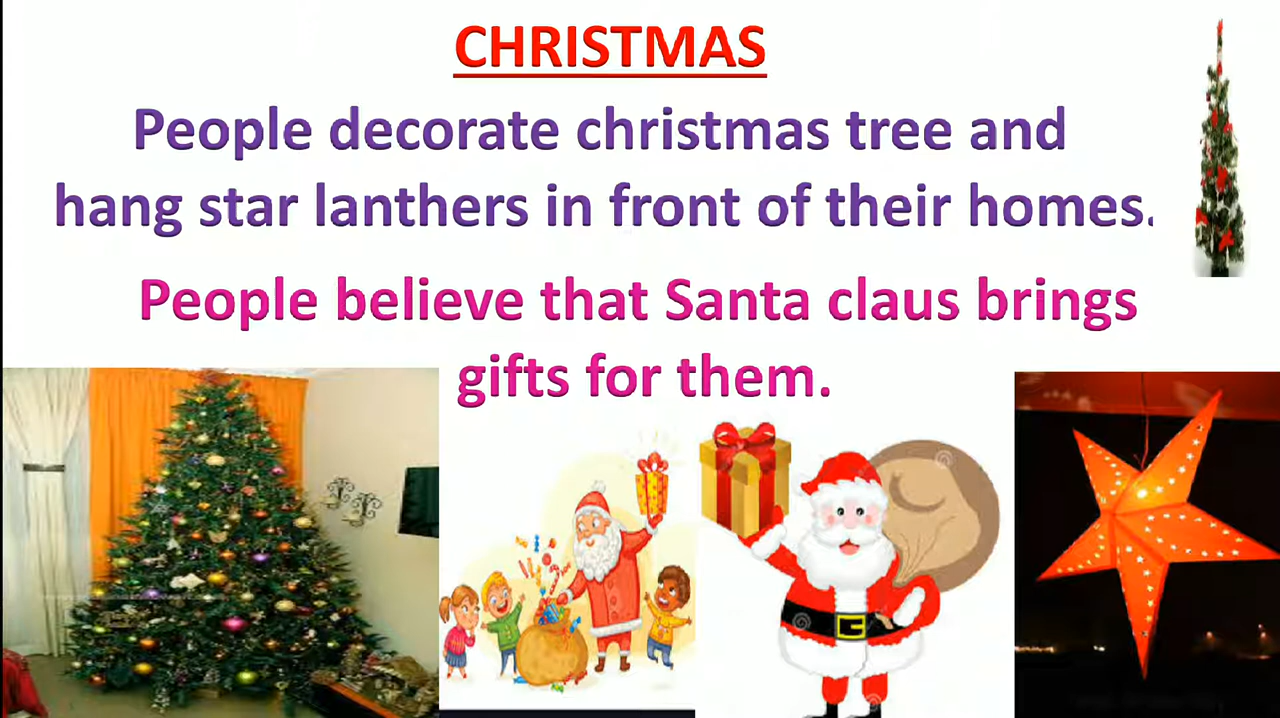 CHRISTMAS
People decorate christmas tree and
hang star lanthers in front of their homes.
People believe that Santa claus brings
gifts for them.